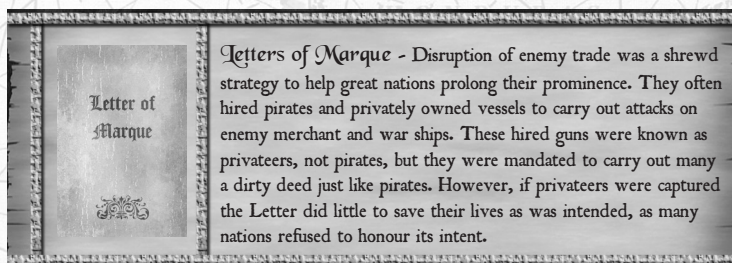 Letter of
Marque
Letters of Marque - Disruption of enemy trade was a shrewd
strategy to help great nations prolong their prominence. They often
hired pirates and privately owned vessels to carry out attacks on
enemy merchant and war ships. These hired guns were known as
privateers, not pirates, but they were mandated to carry out many
a dirty deed just like pirates. However, if privateers were captured
the Letter did little to save their lives as was intended, as many
nations refused to honour its intent.